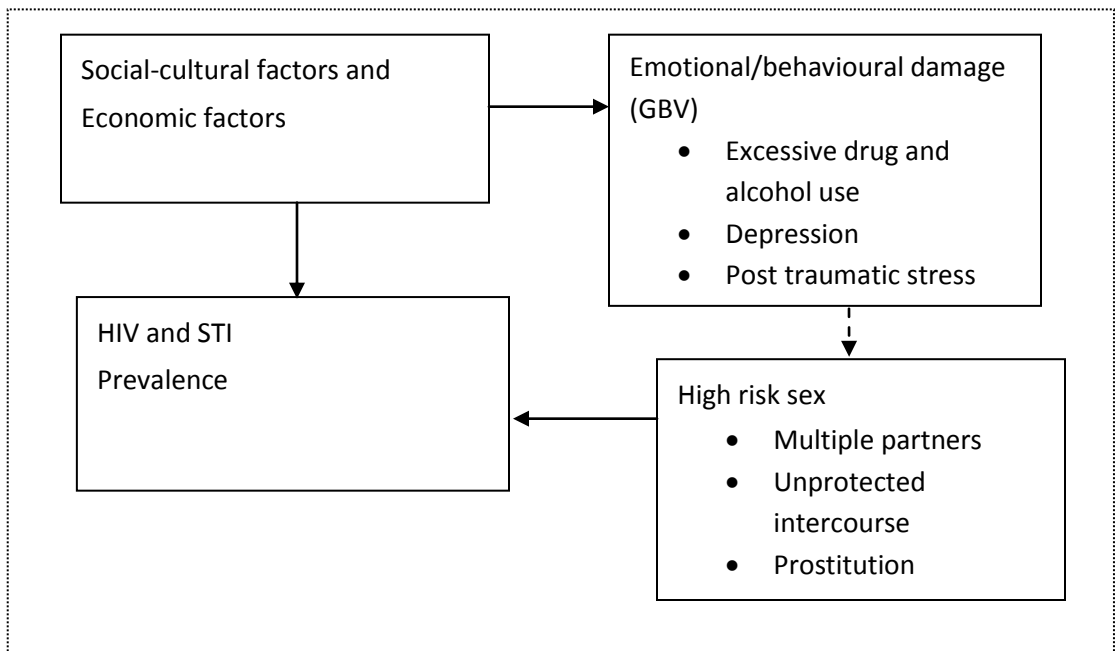 Social-cultural factors and
Economic factors
Emotional/behavioural damage
(GBV)
• Excessive drug and
alcohol use
• Depression
• Post traumatic stress
HIV and STI
Prevalence
High risk sex
• Multiple partners
• Unprotected
intercourse
• Prostitution